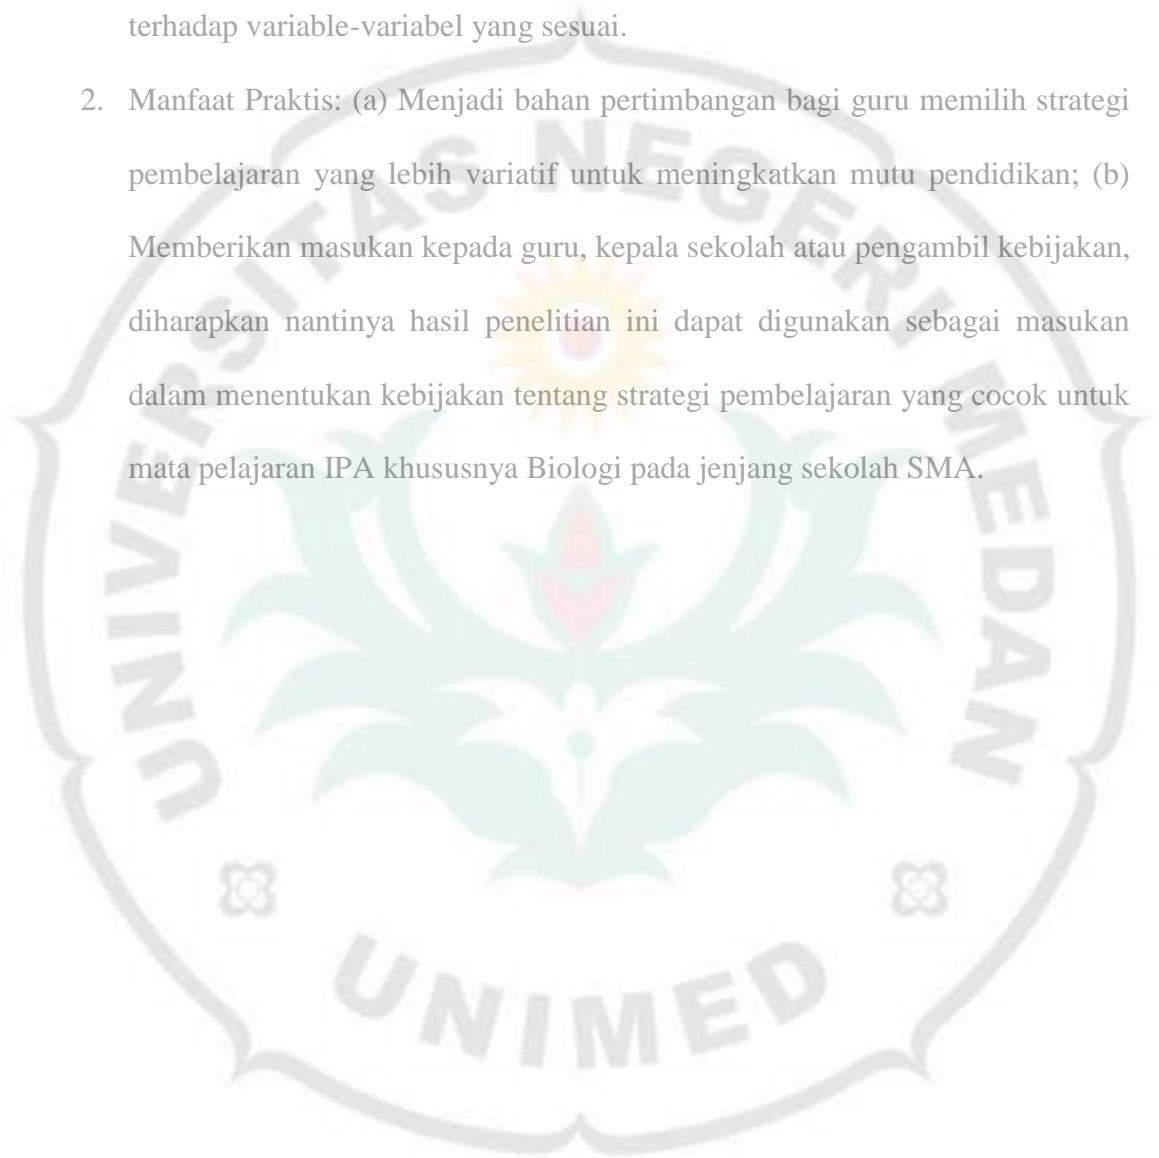 terhadap variable-variabel yang sesuai.
2. Manfaat Praktis: (a) Menjadi bahan pertimbangan bagi guru memilih strategi
pembelajaran yang lebih variatif untuk meningkatkan mutu pendidikan; (b)
Memberikan masukan kepada guru, kepala sekolah atau pengambil kebijakan,
diharapkan nantinya hasil penelitian ini dapat digunakan sebagai masukan
dalam menentukan kebijakan tentang strategi pembelajaran yang cocok untuk
mata pelajaran IPA khususnya Biologi pada jenjang sekolah SMA.
UNIVERSITAS NEGERI MEDAN
UNIMED